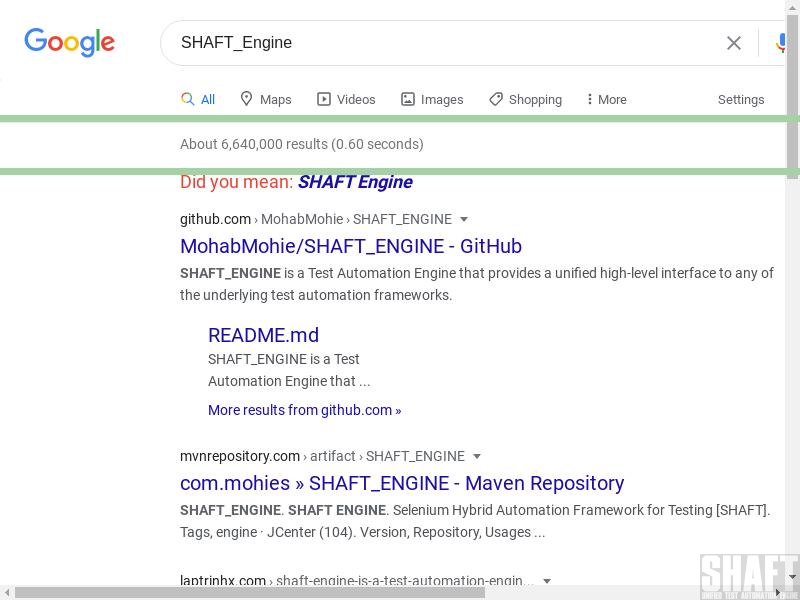 Google
SHAFT_Engine
All Maps Videos Images Shopping More Settings
About 6,640,000 results (0.60 seconds)
Did you mean: SHAFT Engine
github.com › MohabMohie › SHAFT_ENGINE
MohabMohie/SHAFT_ENGINE - GitHub
SHAFT_ENGINE is a Test Automation Engine that provides a unified high-level interface to any of
the underlying test automation frameworks.
README.md
SHAFT_ENGINE is a Test
Automation Engine that ...
More results from github.com »
mvnrepository.com › artifact › SHAFT_ENGINE
com.mohies » SHAFT_ENGINE - Maven Repository
SHAFT_ENGINE. SHAFT ENGINE. Selenium Hybrid Automation Framework for Testing [SHAFT].
Tags, engine · JCenter (104). Version, Repository, Usages ...
laptrinhx.com › shaft-engine-is-a-test-automation-engin...
SHAFT